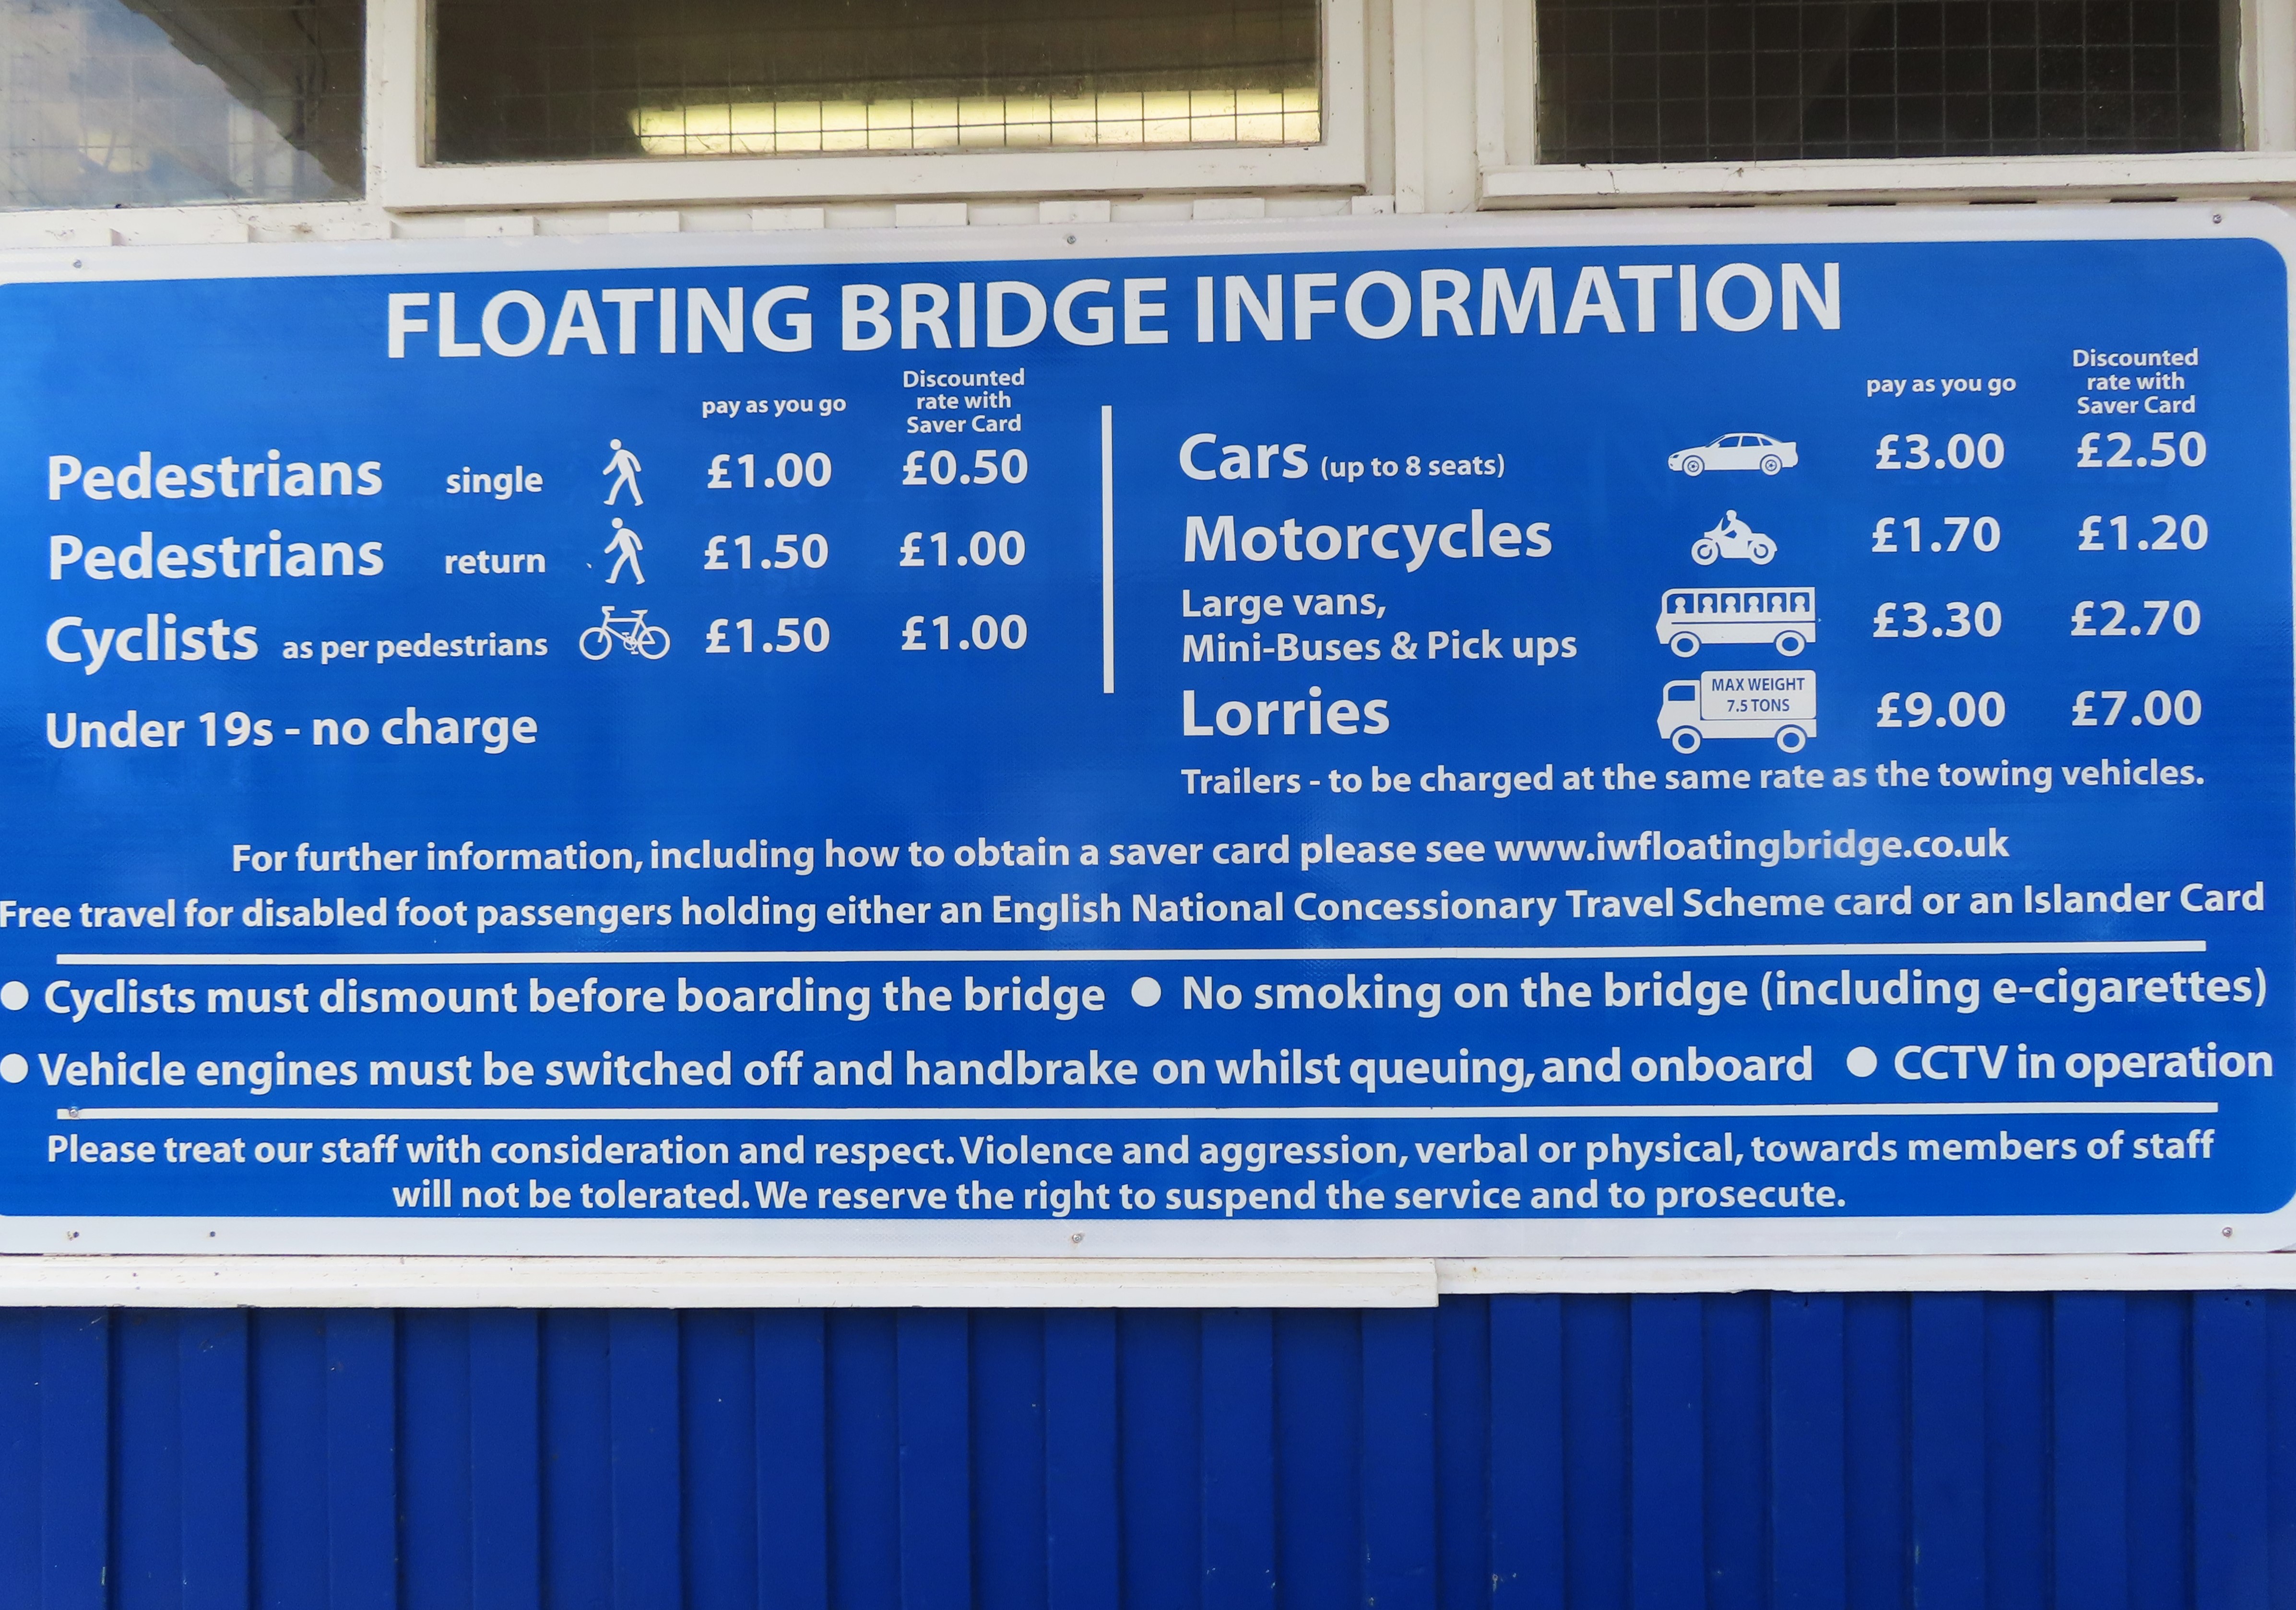 FLOATING BRIDGE INFORMATION
pay as you go
Discounted
rate with
Saver Card
Pedestrians single £1.00 £0.50
Pedestrians return £1.50 £1.00
Cyclists as per pedestrians £1.50 £1.00
Under 19s - no charge
pay as you go
Discounted
rate with
Saver Card
Cars (up to 8 seats) £3.00 £2.50
Motorcycles £1.70 £1.20
Large vans,
Mini-Buses & Pick ups £3.30 £2.70
Lorries MAX WEIGHT
7.5 TONS £9.00 £7.00
Trailers - to be charged at the same rate as the towing vehicles.
For further information, including how to obtain a saver card please see www.iwfloatingbridge.co.uk
Free travel for disabled foot passengers holding either an English National Concessionary Travel Scheme card or an Islander Card
● Cyclists must dismount before boarding the bridge ● No smoking on the bridge (including e-cigarettes)
● Vehicle engines must be switched off and handbrake on whilst queuing, and onboard ● CCTV in operation
Please treat our staff with consideration and respect. Violence and aggression, verbal or physical, towards members of staff
will not be tolerated. We reserve the right to suspend the service and to prosecute.